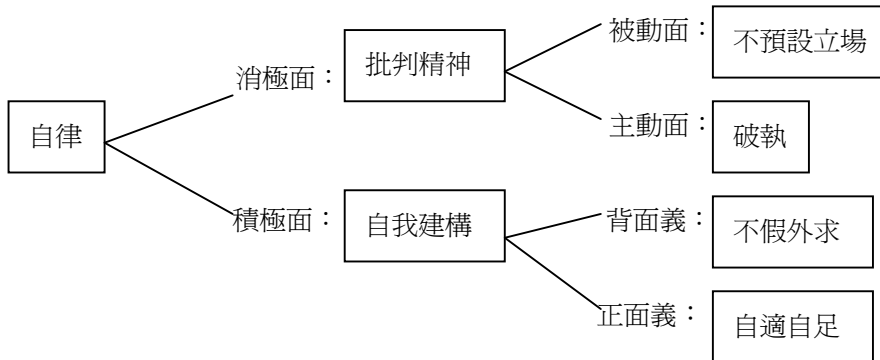 被動面：
不預設立場
消極面：
批判精神
主動面：
破執
自律
積極面：
自我建構
背面義：
不假外求
正面義：
自適自足